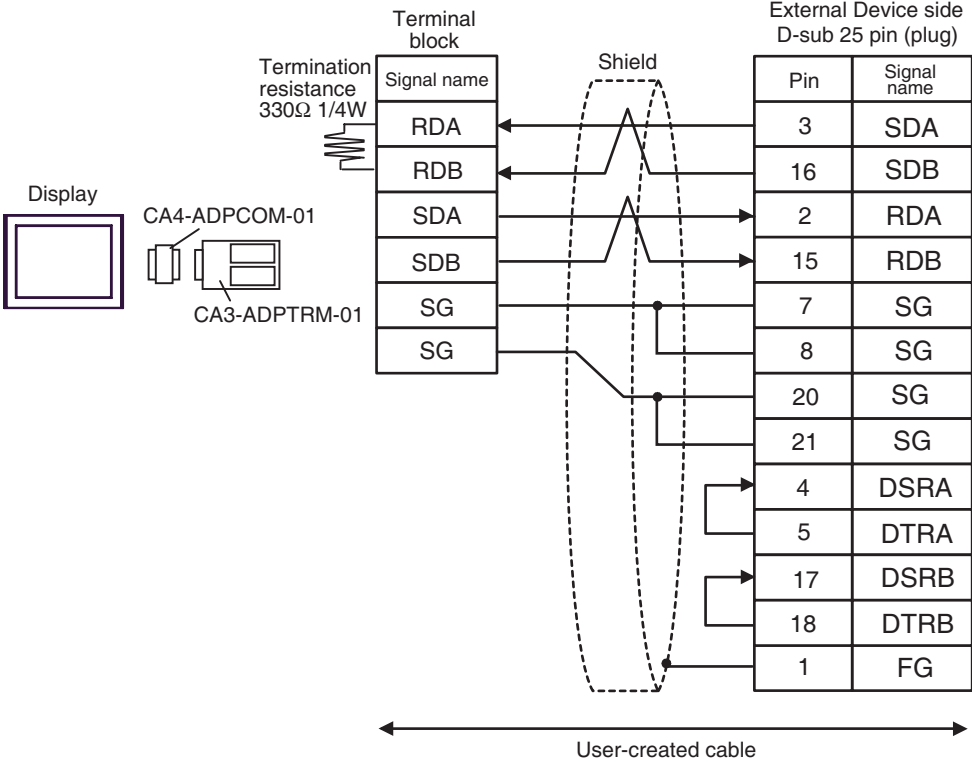 Terminal
block
External Device side
D-sub 25 pin (plug)
Termination
resistance
330Ω 1/4W
Shield
Signal name
Pin
Signal
name
RDA
3
SDA
RDB
16
SDB
Display
CA4-ADPCOM-01
SDA
2
RDA
SDB
15
RDB
CA3-ADPTRM-01
SG
7
SG
SG
8
SG
20
SG
21
SG
4
DSRA
5
DTRA
17
DSRB
18
DTRB
1
FG
User-created cable